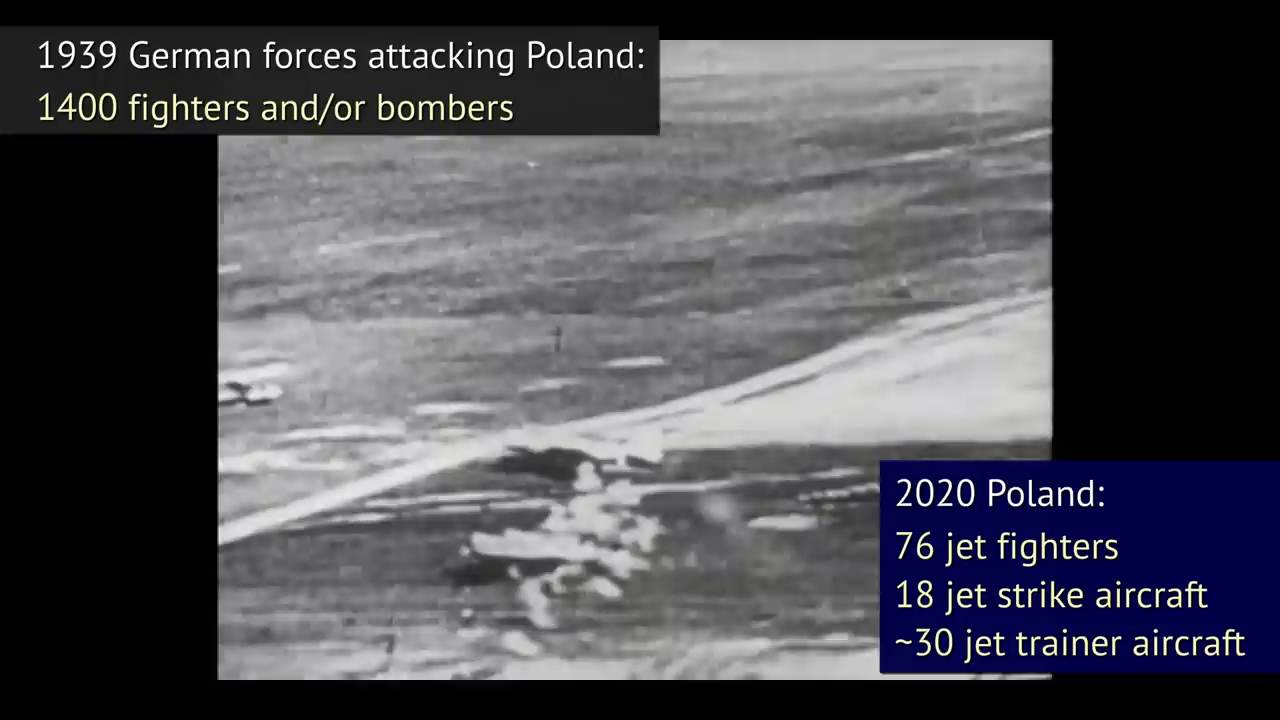 1939 German forces attacking Poland:
1400 fighters and/or bombers
2020 Poland:
76 jet fighters
18 jet strike aircraft
~30 jet trainer aircraft